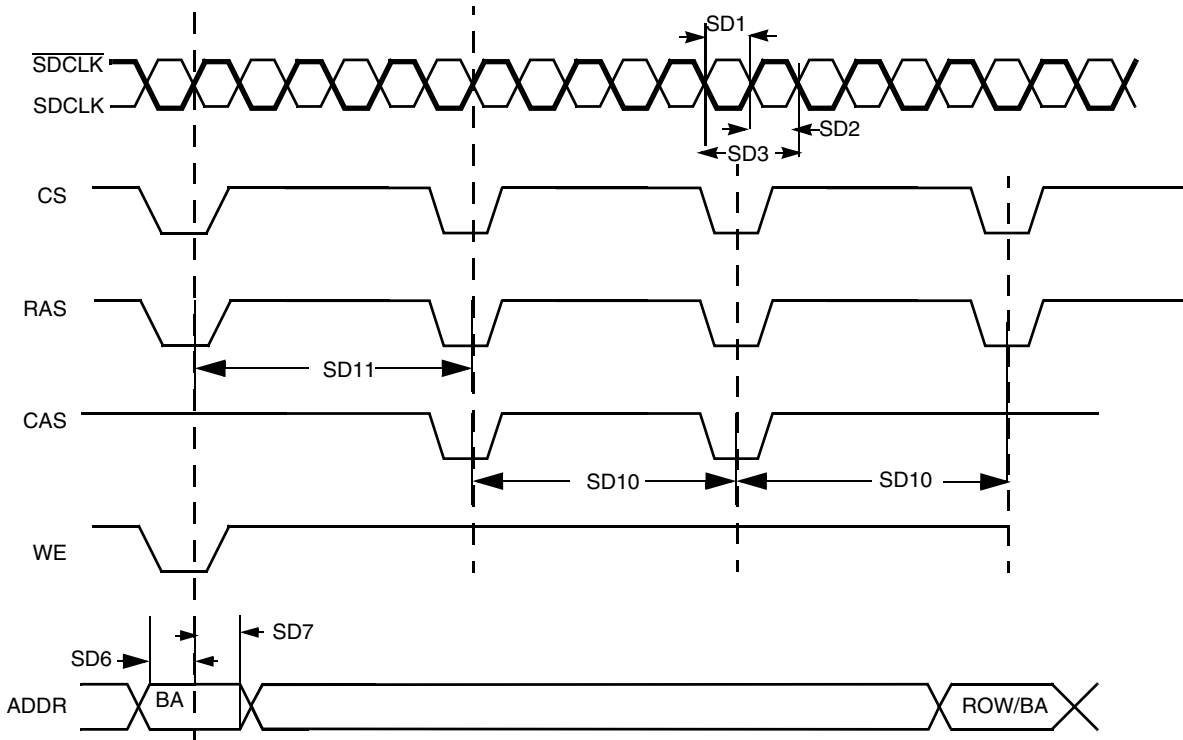 SD1
SDCLK
SDCLK
SD2
SD3
CS
RAS
SD11
CAS
SD10
SD10
WE
SD7
SD6
BA
ADDR
ROW/BA